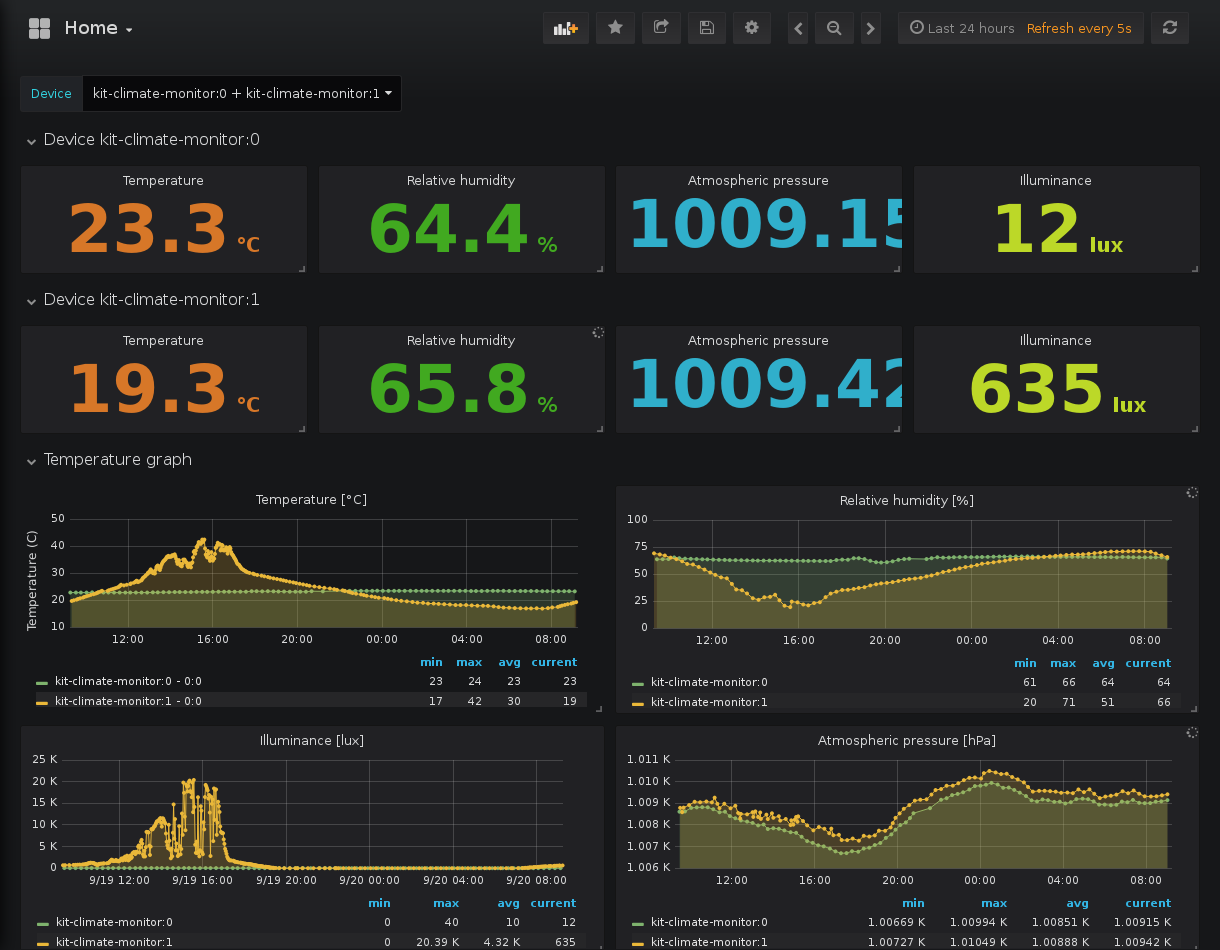 Home
Last 24 hours Refresh every 5s
Device kit-climate-monitor:0 + kit-climate-monitor:1
Device kit-climate-monitor:0
Temperature Relative humidity Atmospheric pressure Illuminance
23.3 °C 64.4 % 1009.15 12 lux
Device kit-climate-monitor:1
Temperature Relative humidity Atmospheric pressure Illuminance
19.3 °C 65.8 % 1009.42 635 lux
Temperature graph
Temperature [°C]
Temperature (C)
50
40
30
20
10
12:00 16:00 20:00 00:00 04:00 08:00
min max avg current
kit-climate-monitor:0 - 0:0 23 24 23 23
kit-climate-monitor:1 - 0:0 17 42 30 19
Relative humidity [%]
100
75
50
25
0
12:00 16:00 20:00 00:00 04:00 08:00
min max avg current
kit-climate-monitor:0 61 66 64 64
kit-climate-monitor:1 20 71 51 66
Illuminance [lux]
25 K
20 K
15 K
10 K
5 K
0
9/19 12:00 9/19 16:00 9/19 20:00 9/20 00:00 9/20 04:00 9/20 08:00
min max avg current
kit-climate-monitor:0 0 40 10 12
kit-climate-monitor:1 0 20.39 K 4.32 K 635
Atmospheric pressure [hPa]
1.011 K
1.010 K
1.009 K
1.008 K
1.007 K
1.006 K
12:00 16:00 20:00 00:00 04:00 08:00
min max avg current
kit-climate-monitor:0 1.00669 K 1.00994 K 1.00851 K 1.00915 K
kit-climate-monitor:1 1.00727 K 1.01049 K 1.00888 K 1.00942 K